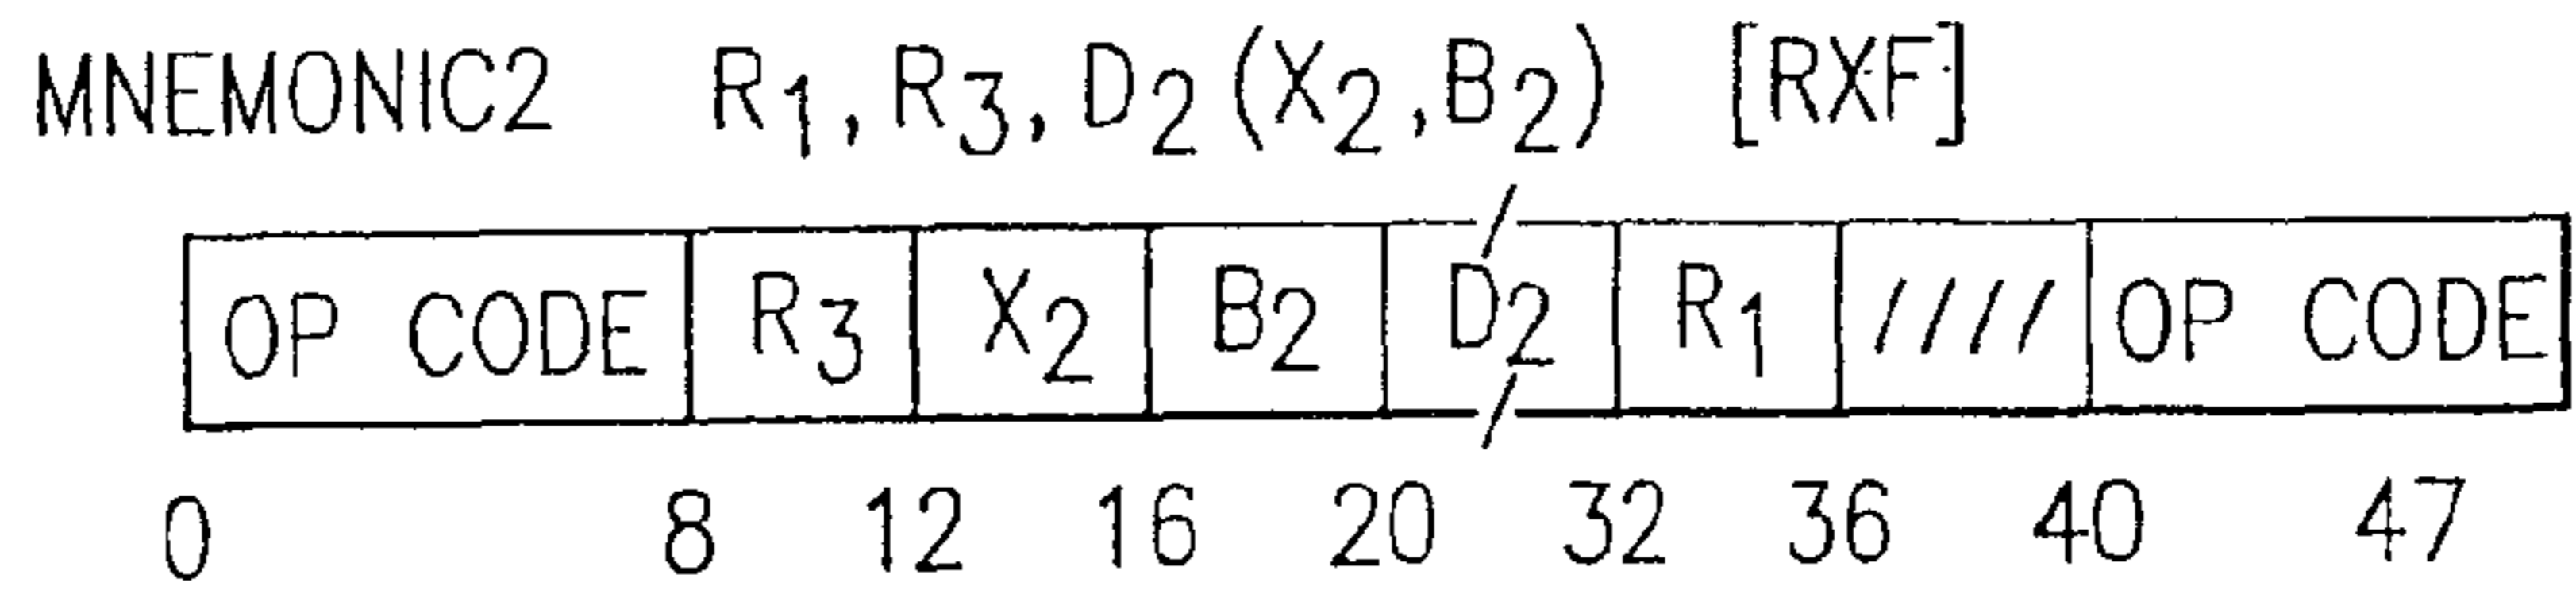 MNEMONIC2 R1, R3, D2(X2,B2) [RXF]
OP CODE R3 X2 B2 D2 R1 //// OP CODE
0 8 12 16 20 32 36 40 47